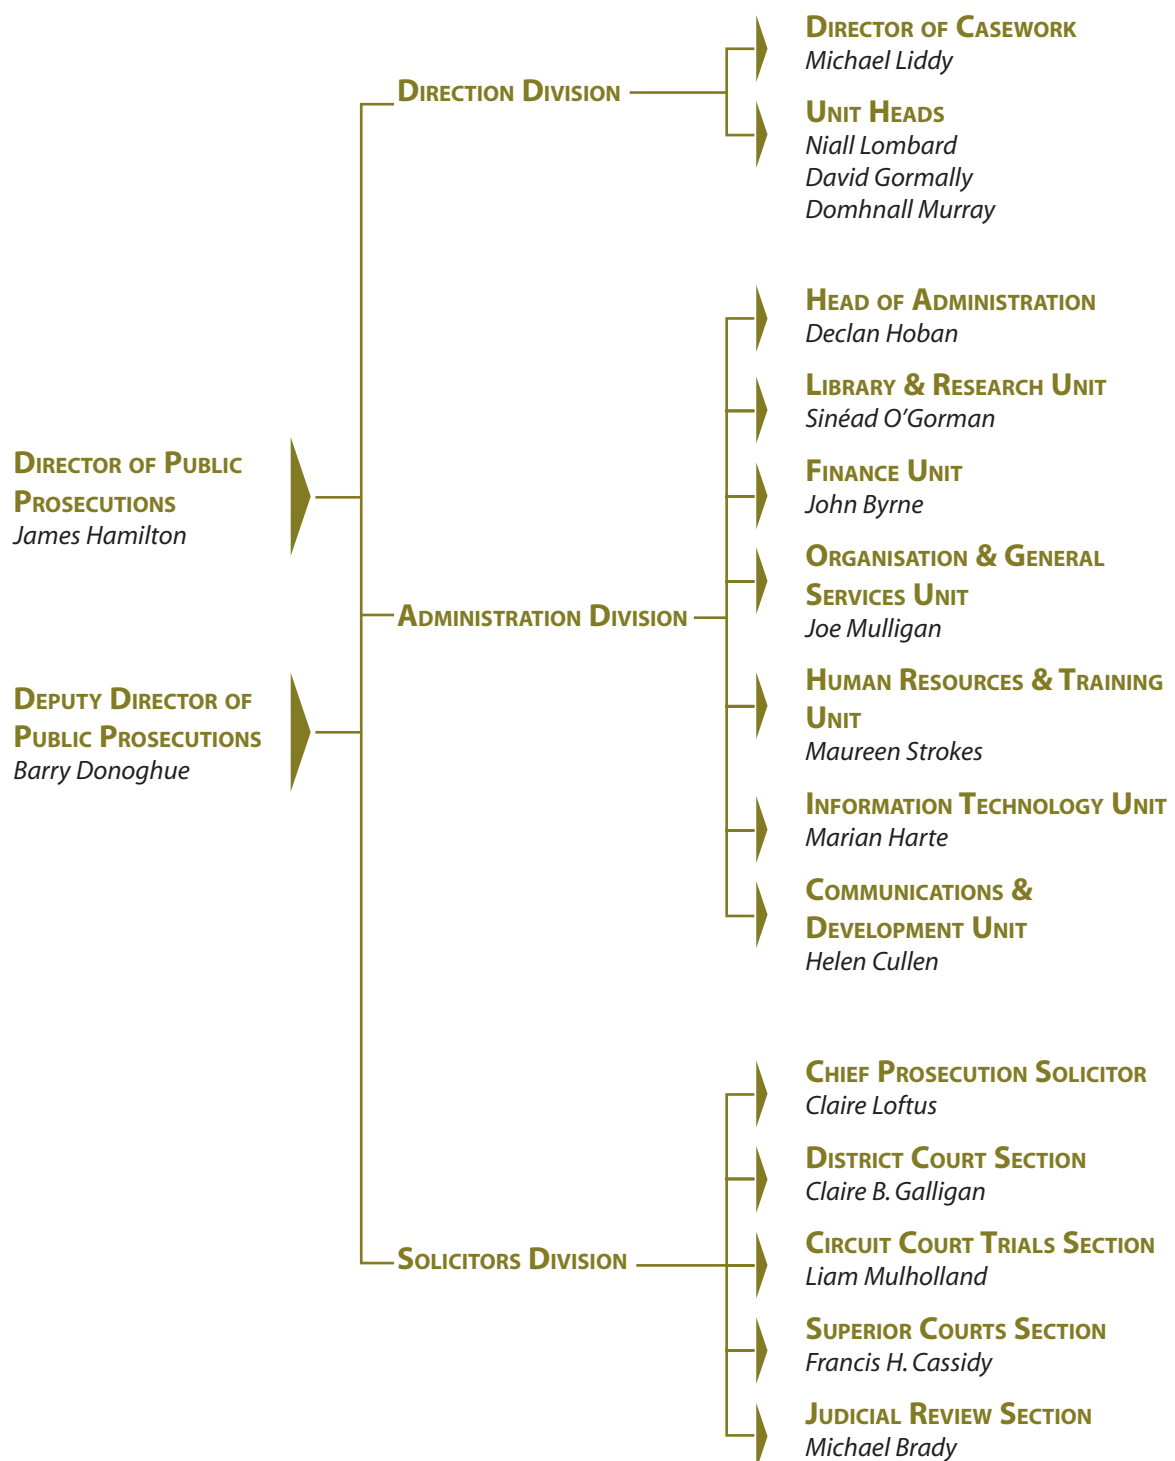 Director of Public
Prosecutions
James Hamilton
Deputy Director of
Public Prosecutions
Barry Donoghue
Direction Division
Director of Casework
Michael Liddy
Unit Heads
Niall Lombard
David Gormally
Domhnall Murray
Administration Division
Head of Administration
Declan Hoban
Library & Research Unit
Sinéad O’Gorman
Finance Unit
John Byrne
Organisation & General
Services Unit
Joe Mulligan
Human Resources & Training
Unit
Maureen Strokes
Information Technology Unit
Marian Harte
Communications &
Development Unit
Helen Cullen
Solicitors Division
Chief Prosecution Solicitor
Claire Loftus
District Court Section
Claire B. Galligan
Circuit Court Trials Section
Liam Mulholland
Superior Courts Section
Francis H. Cassidy
Judicial Review Section
Michael Brady